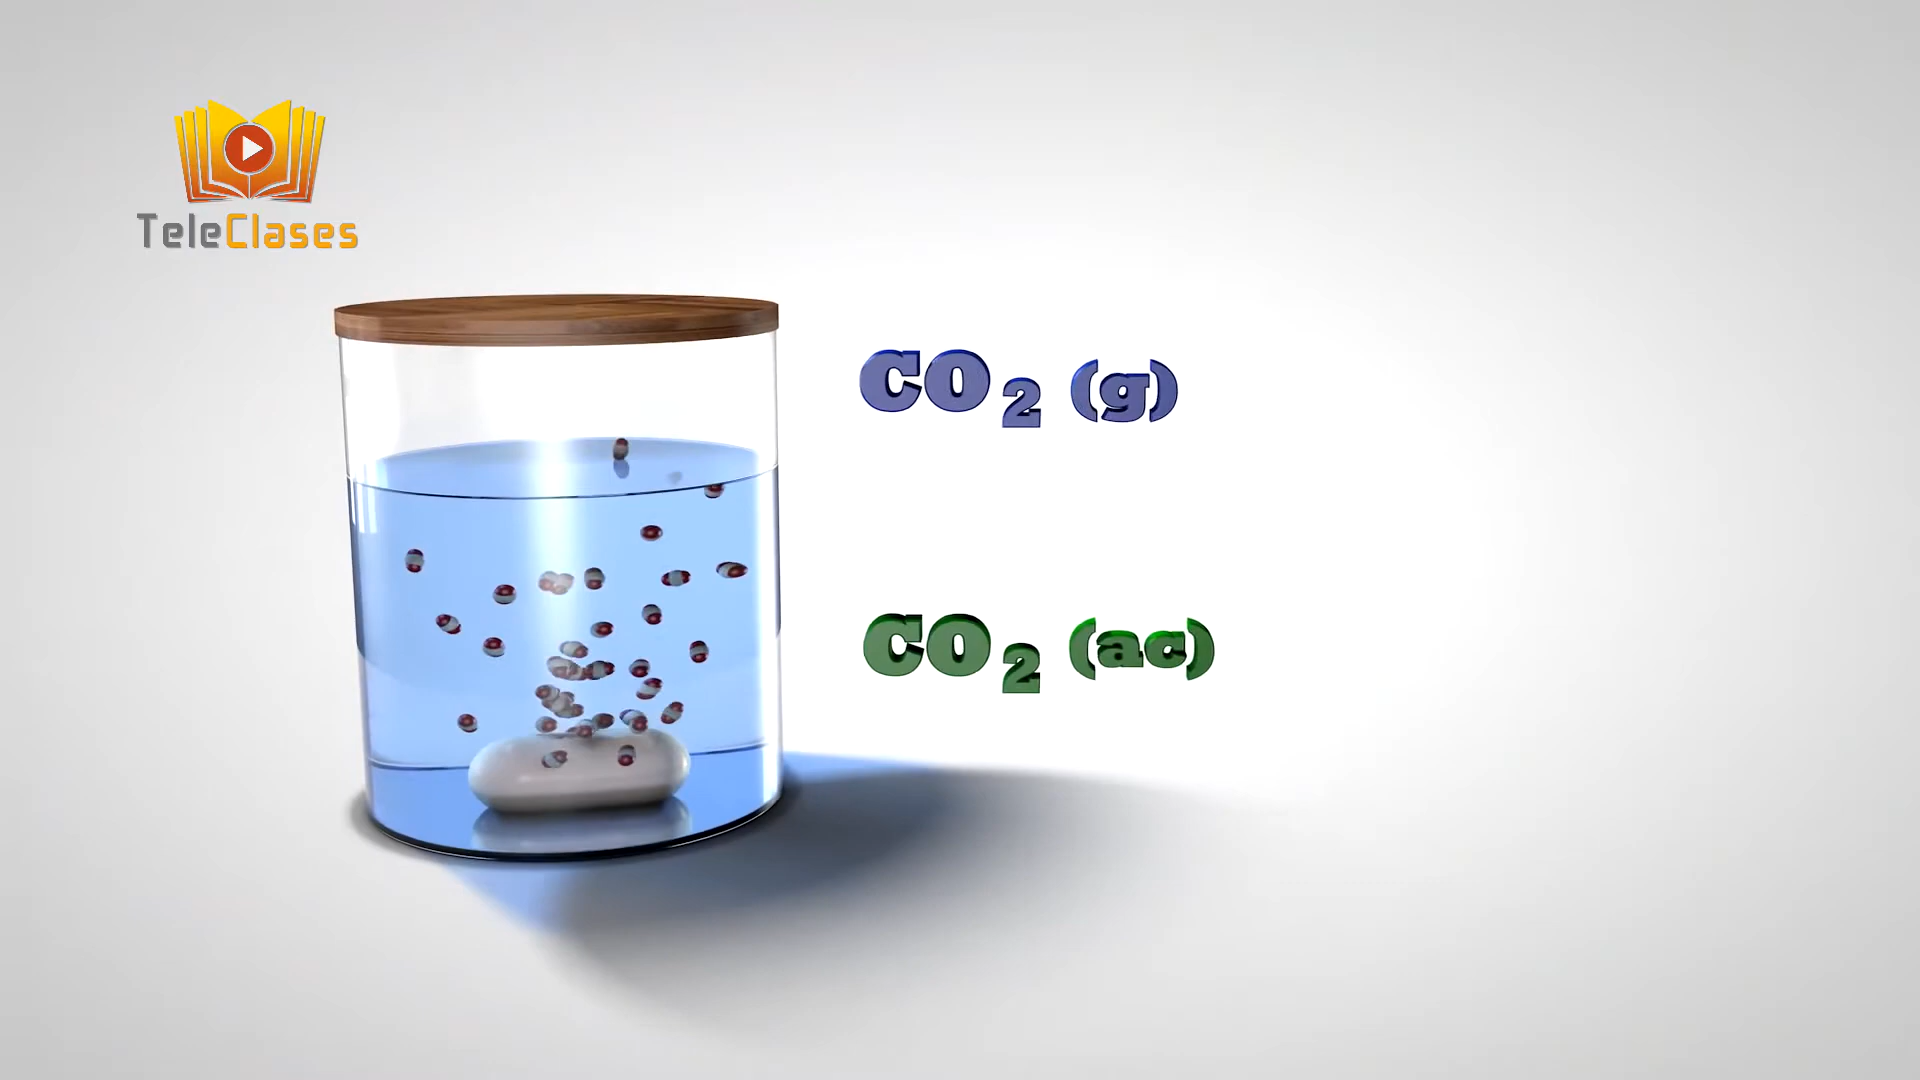 TeleClases
CO₂ (g)
CO₂ (ac)